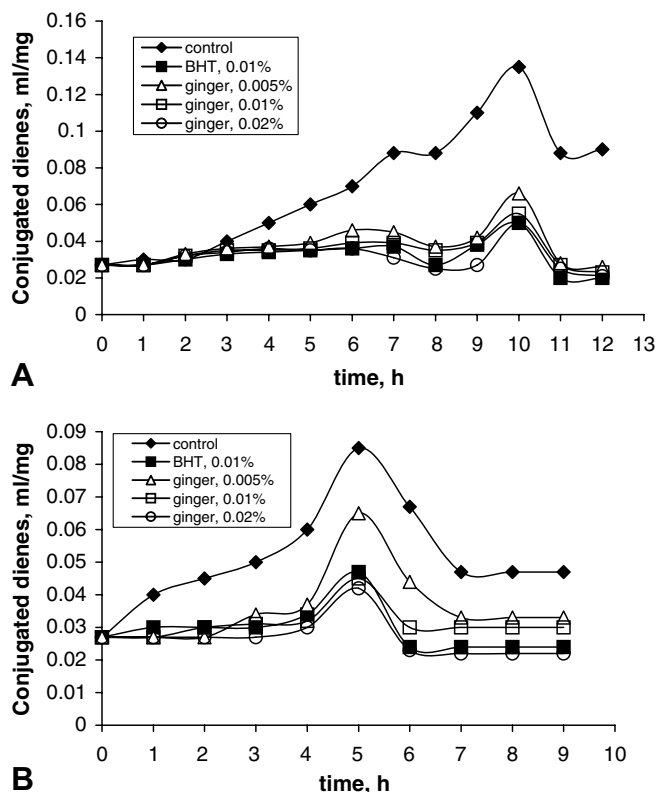 0.16
0.14
0.12
0.1
0.08
0.06
0.04
0.02
0
Conjugated dienes, ml/mg
control
BHT, 0.01%
ginger, 0.005%
ginger, 0.01%
ginger, 0.02%
0 1 2 3 4 5 6 7 8 9 10 11 12 13
time, h
A
0.09
0.08
0.07
0.06
0.05
0.04
0.03
0.02
0.01
0
Conjugated dienes, ml/mg
control
BHT, 0.01%
ginger, 0.005%
ginger, 0.01%
ginger, 0.02%
0 1 2 3 4 5 6 7 8 9 10
time, h
B